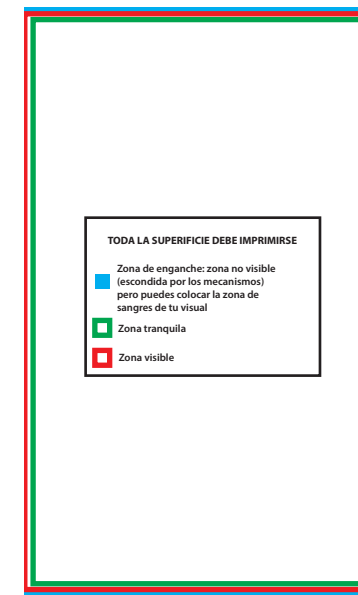 TODA LA SUPERIFICIE DEBE IMPRIMIRSE
Zona de enganche: zona no visible
(escondida por los mecanismos)
pero puedes colocar la zona de
sangres de tu visual
Zona tranquila
Zona visible